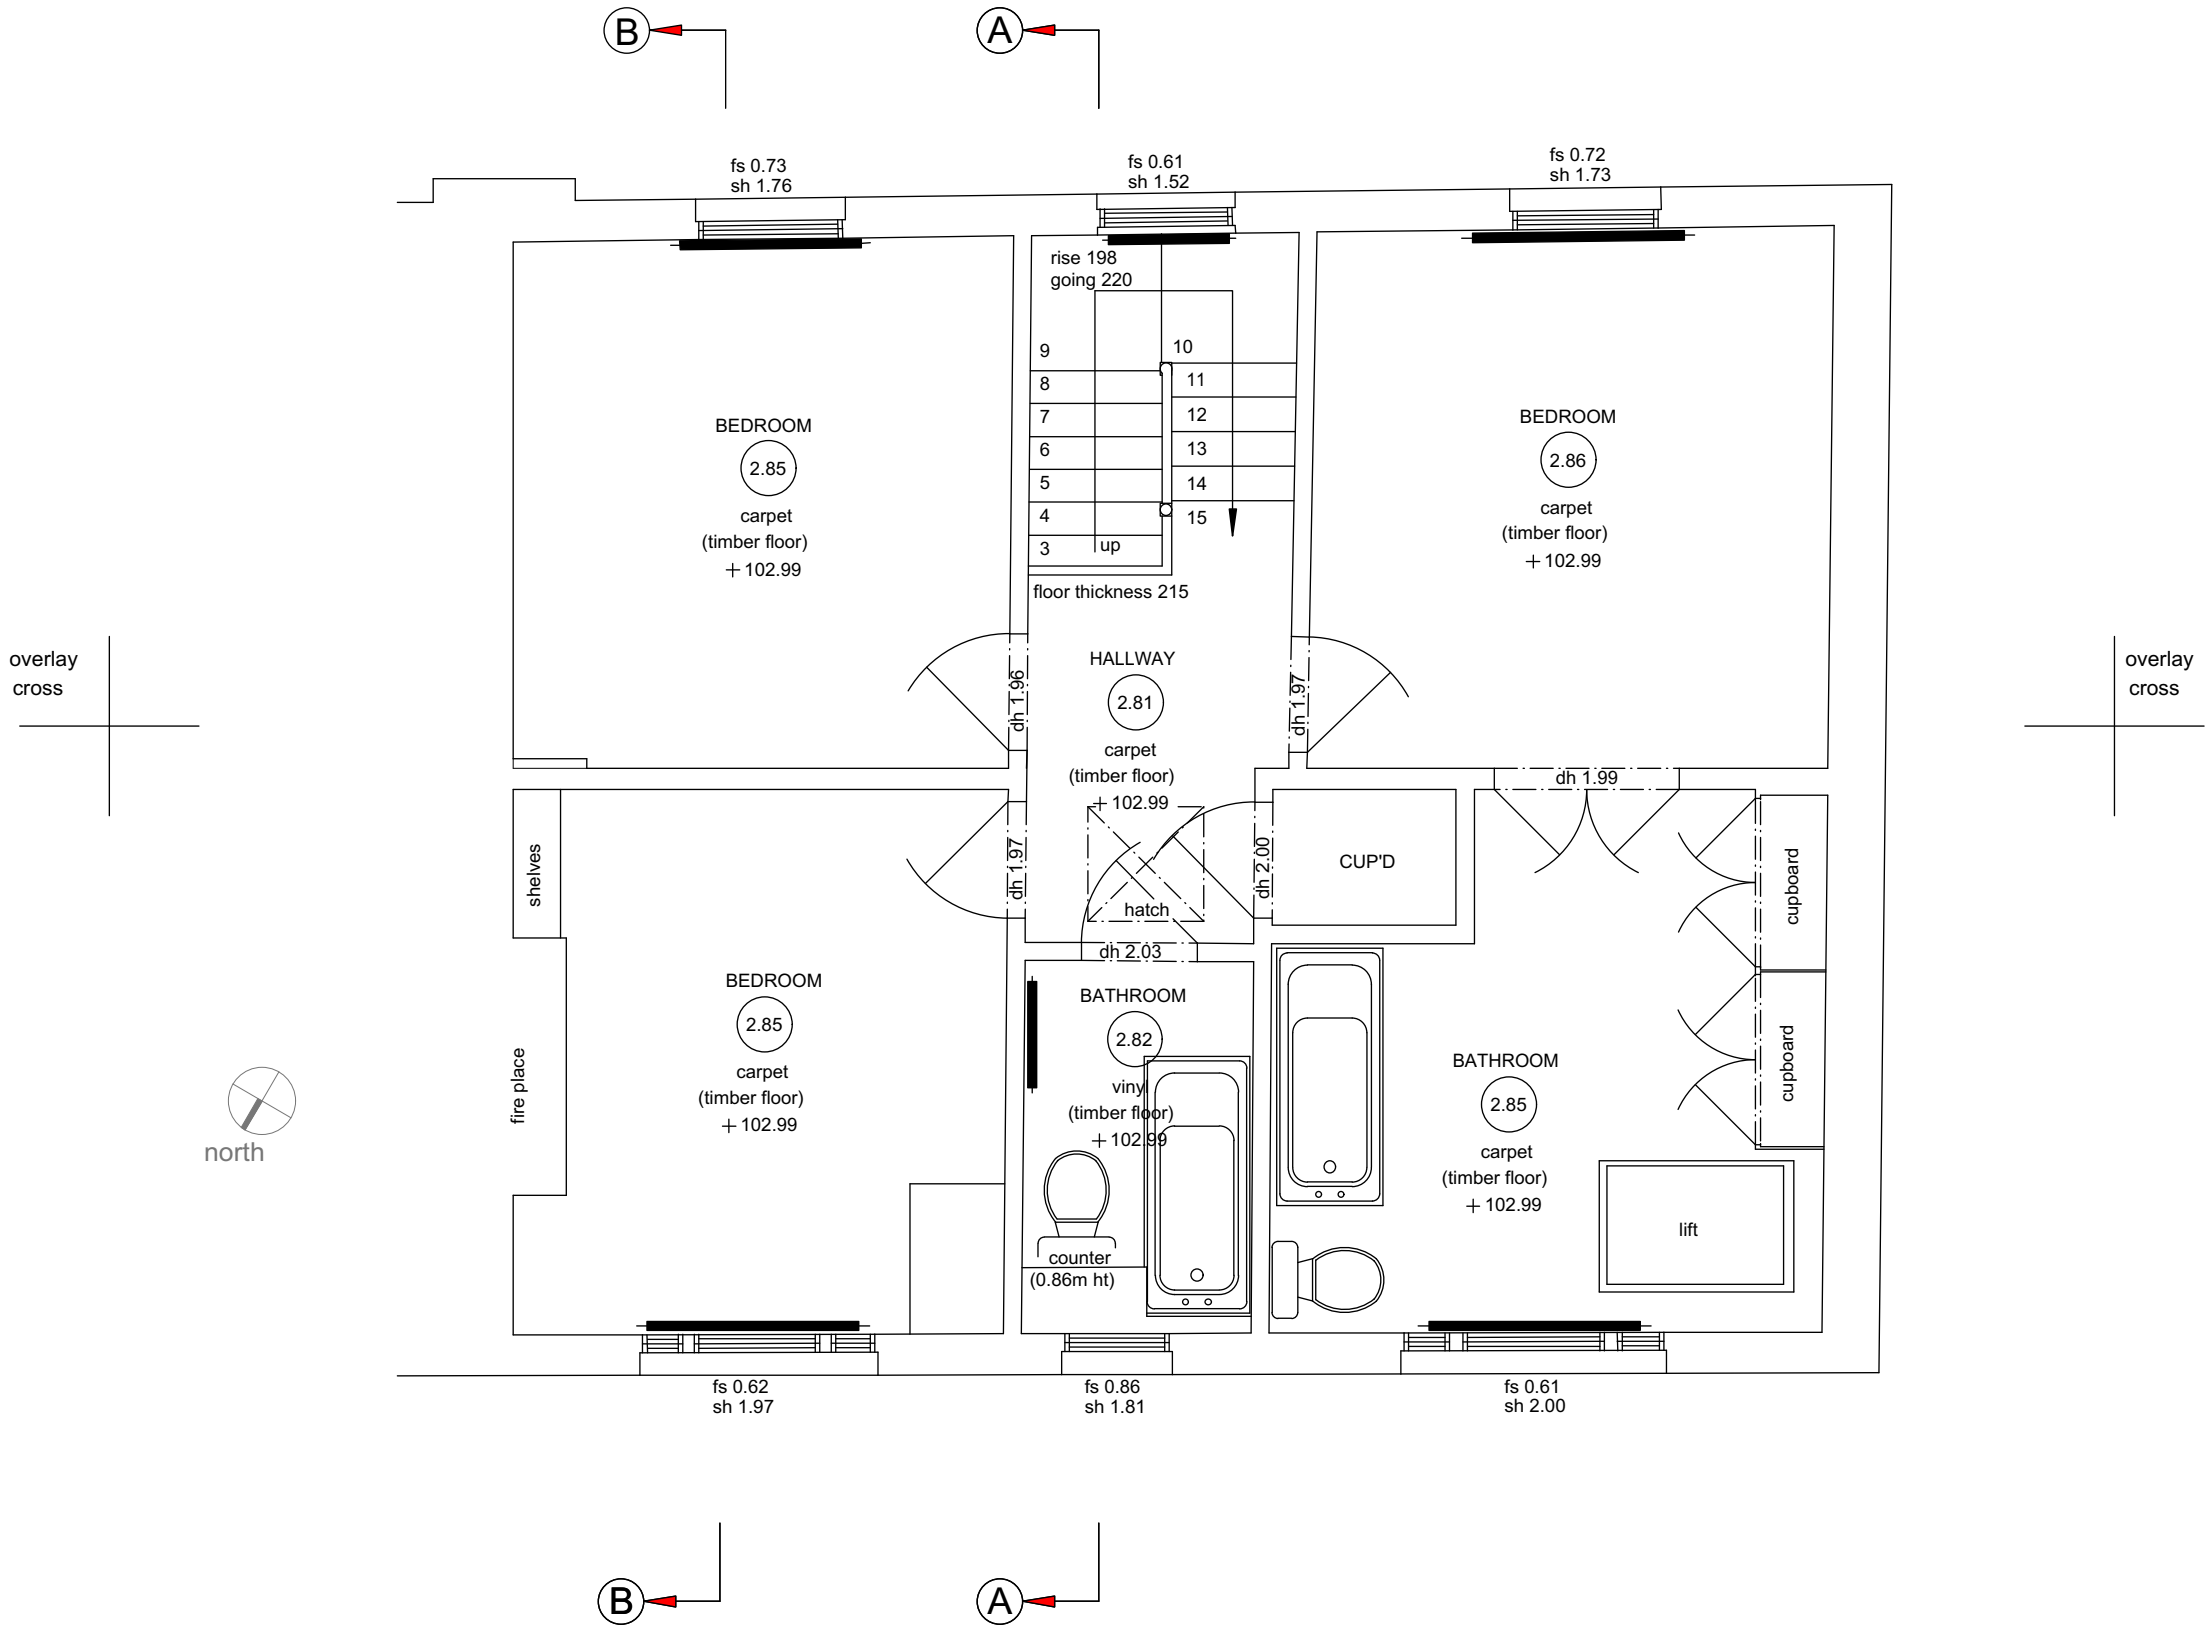 B
A
fs 0.73
sh 1.76
fs 0.61
sh 1.52
fs 0.72
sh 1.73
rise 198
going 220
9
8
7
6
5
4
3
10
11
12
13
14
15
up
floor thickness 215
BEDROOM
2.85
carpet
(timber floor)
+102.99
BEDROOM
2.86
carpet
(timber floor)
+102.99
overlay
cross
overlay
cross
dh 1.96
HALLWAY
2.81
carpet
(timber floor)
+102.99
dh 1.97
dh 1.99
shelves
dh 1.97
hatch
dh 2.00
CUP'D
cupboard
dh 2.03
BEDROOM
2.85
carpet
(timber floor)
+102.99
fire place
BATHROOM
2.82
vinyl
(timber floor)
+102.99
counter
(0.86m ht)
BATHROOM
2.85
carpet
(timber floor)
+102.99
cupboard
lift
north
fs 0.62
sh 1.97
fs 0.86
sh 1.81
fs 0.61
sh 2.00
B
A